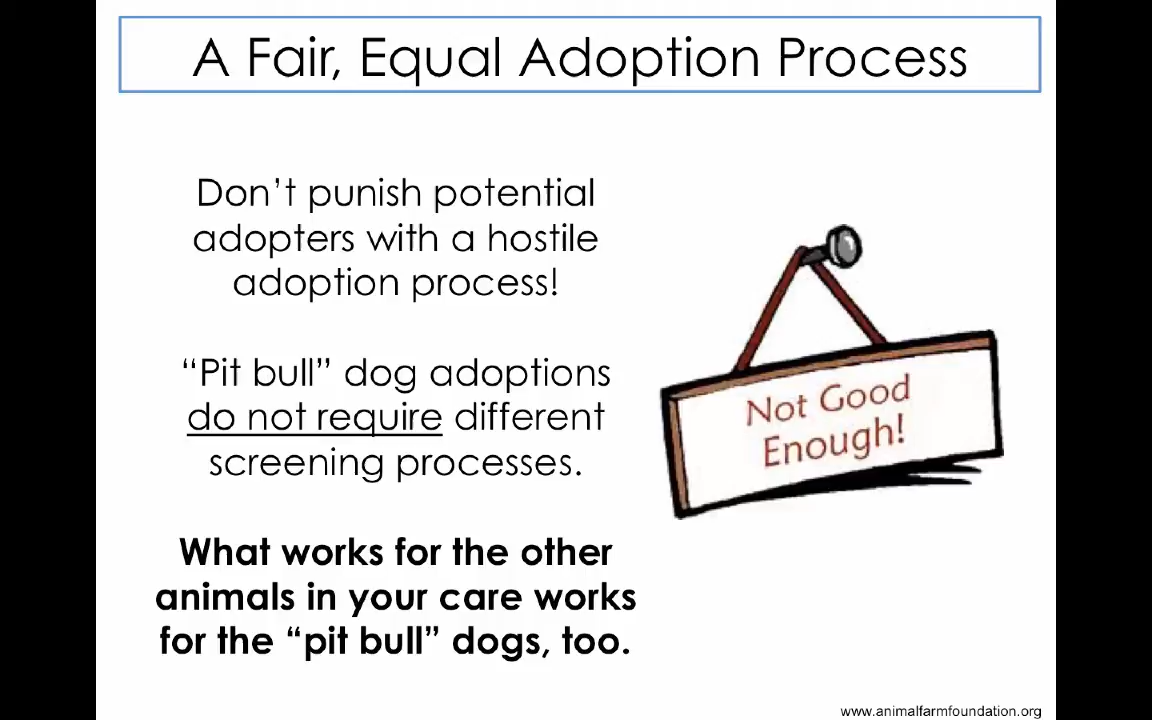 A Fair, Equal Adoption Process
Don’t punish potential
adopters with a hostile
adoption process!
“Pit bull” dog adoptions
do not require different
screening processes.
What works for the other
animals in your care works
for the “pit bull” dogs, too.
Not Good
Enough!
www.animalfarmfoundation.org